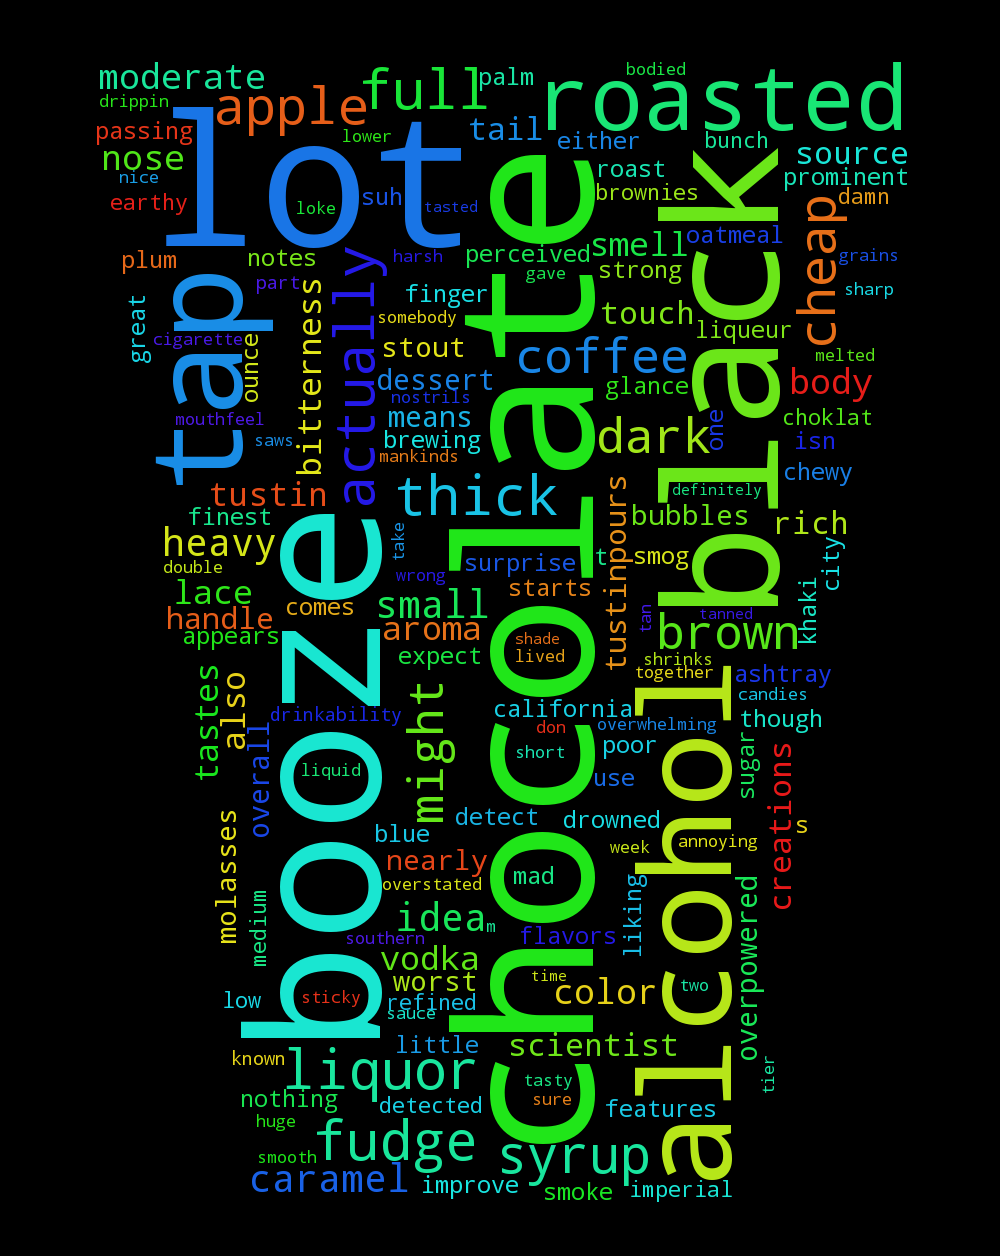 moderate
full
palm
bodied
roasted
drippin
apple
passing
lower
tail
either
bunch
nose
lot
source
nice
suh
roast
prominent
earthy
loke
tasted
brownies
damn
plum
notes
harsh
perceived
smell
oatmeal
grains
part
gave
strong
cheap
sharp
great
tap
finger
touch
liqueur
cigarette
ounce
somebody
stout
coffee
melted
bitterness
actually
dessert
glance
body
nostrils
mouthfeel
means
choklat
saws
brewing
dark
one
isn
mankinds
chewy
tustin
thick
definitely
finest
bubbles
rich
heavy
take
surprise
t
smog
city
double
wrong
starts
tustinpours
lace
comes
small
tan
tanned
khaki
handle
aroma
brown
black
appears
expect
shade
lived
shrinks
together
ashtray
tastes
also
drinkability
california
candies
overwhelming
though
don
overall
booze
might
short
poor
sugar
liquid
use
creations
detect
drowned
s
blue
week
annoying
molasses
nearly
overstated
mad
medium
idea
m
liking
southern
flavors
overpowered
vodka
worst
time
color
two
low
sticky
refined
sauce
little
scientist
known
liquor
tier
chocolate
alcohol
nothing
detected
tasty
sure
features
huge
fudge
syrup
smooth
caramel
improve
smoke
imperial